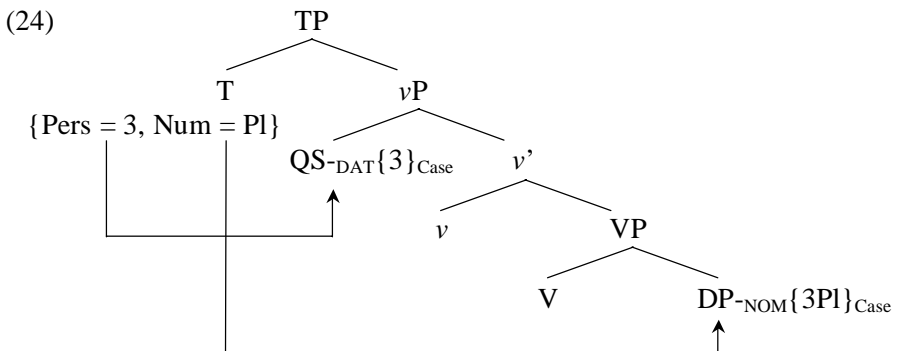 (24) TP
T vP
{Pers = 3, Num = Pl}
QS-DAT{3}Case v’
v VP
V DP-NOM{3Pl}Case